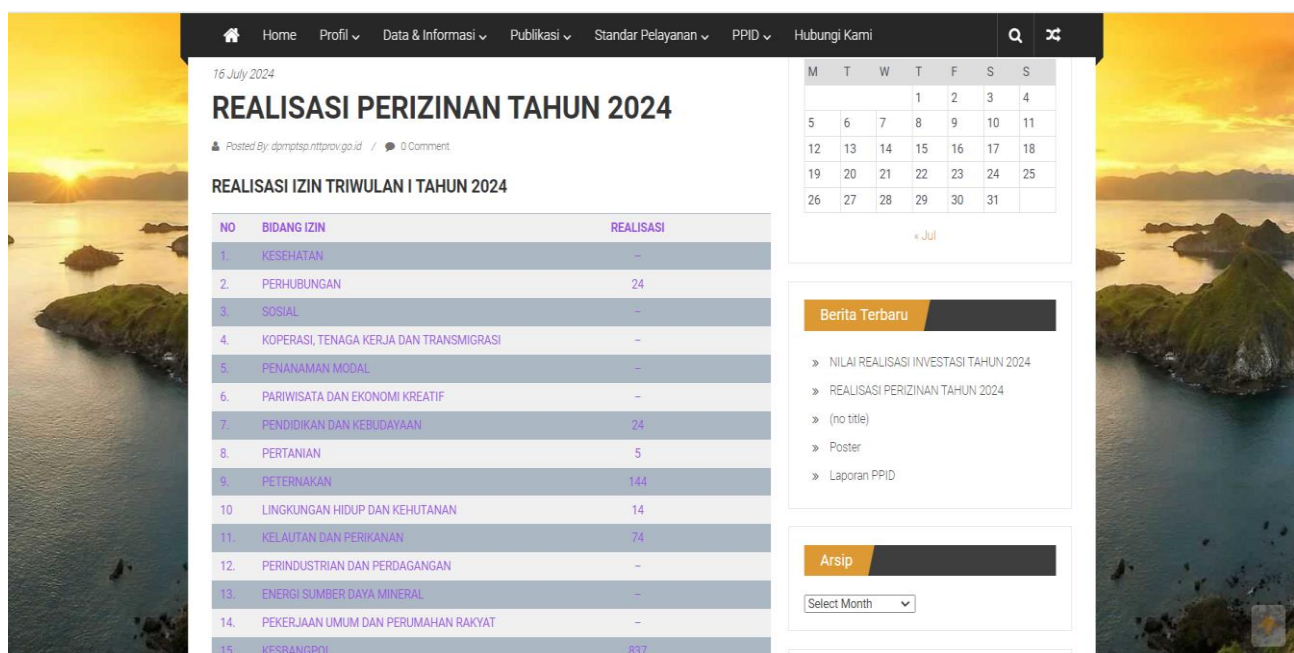 Home Profil Data & Informasi Publikasi Standar Pelayanan PPID Hubungi Kami
16 July 2024
REALISASI PERIZINAN TAHUN 2024
Posted By: dpmptsp.nttprov.go.id / 0 Comment
REALISASI IZIN TRIWULAN I TAHUN 2024
NO BIDANG IZIN REALISASI
1. KESEHATAN –
2. PERHUBUNGAN 24
3. SOSIAL –
4. KOPERASI, TENAGA KERJA DAN TRANSMIGRASI –
5. PENANAMAN MODAL –
6. PARIWISATA DAN EKONOMI KREATIF –
7. PENDIDIKAN DAN KEBUDAYAAN 24
8. PERTANIAN 5
9. PETERNAKAN 144
10 LINGKUNGAN HIDUP DAN KEHUTANAN 14
11. KELAUTAN DAN PERIKANAN 74
12. PERINDUSTRIAN DAN PERDAGANGAN –
13. ENERGI SUMBER DAYA MINERAL –
14. PEKERJAAN UMUM DAN PERUMAHAN RAKYAT –
15. KESBANGPOL 837
M T W T F S S
1 2 3 4
5 6 7 8 9 10 11
12 13 14 15 16 17 18
19 20 21 22 23 24 25
26 27 28 29 30 31
« Jul
Berita Terbaru
» NILAI REALISASI INVESTASI TAHUN 2024
» REALISASI PERIZINAN TAHUN 2024
» (no title)
» Poster
» Laporan PPID
Arsip
Select Month